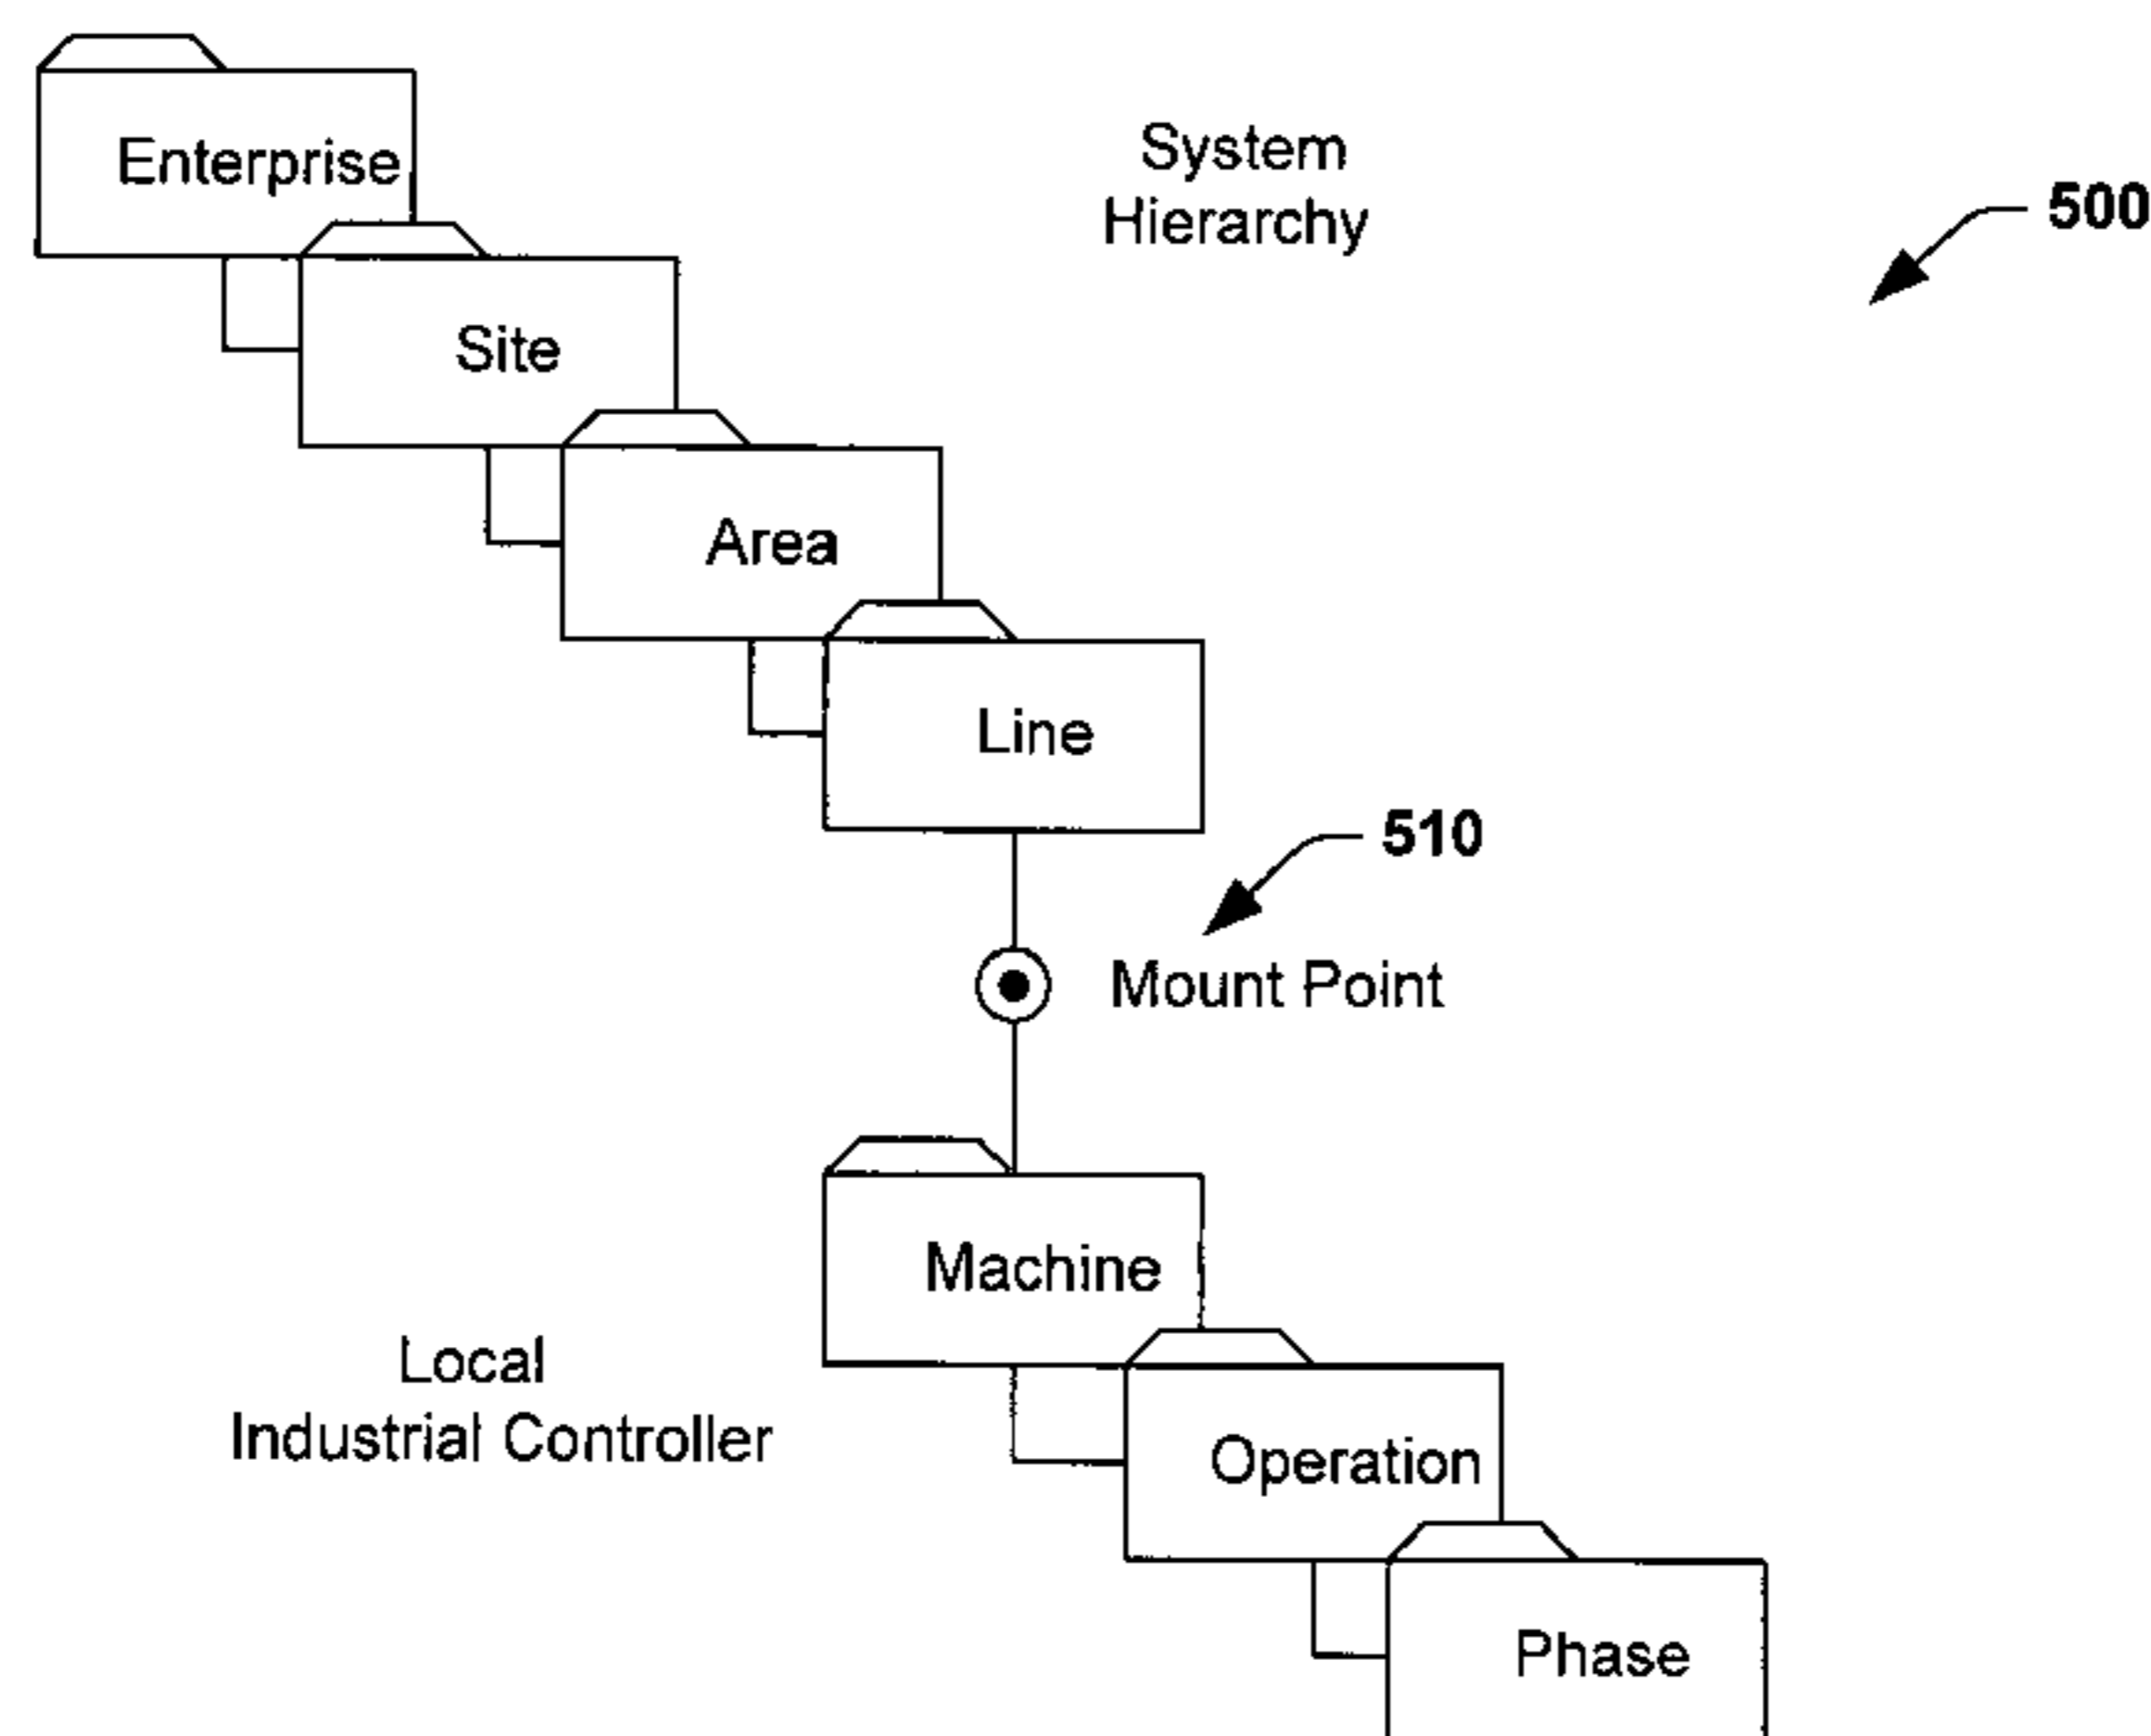 Enterprise
System
Hierarchy
500
Site
Area
Line
510
Mount Point
Machine
Local
Industrial Controller
Operation
Phase